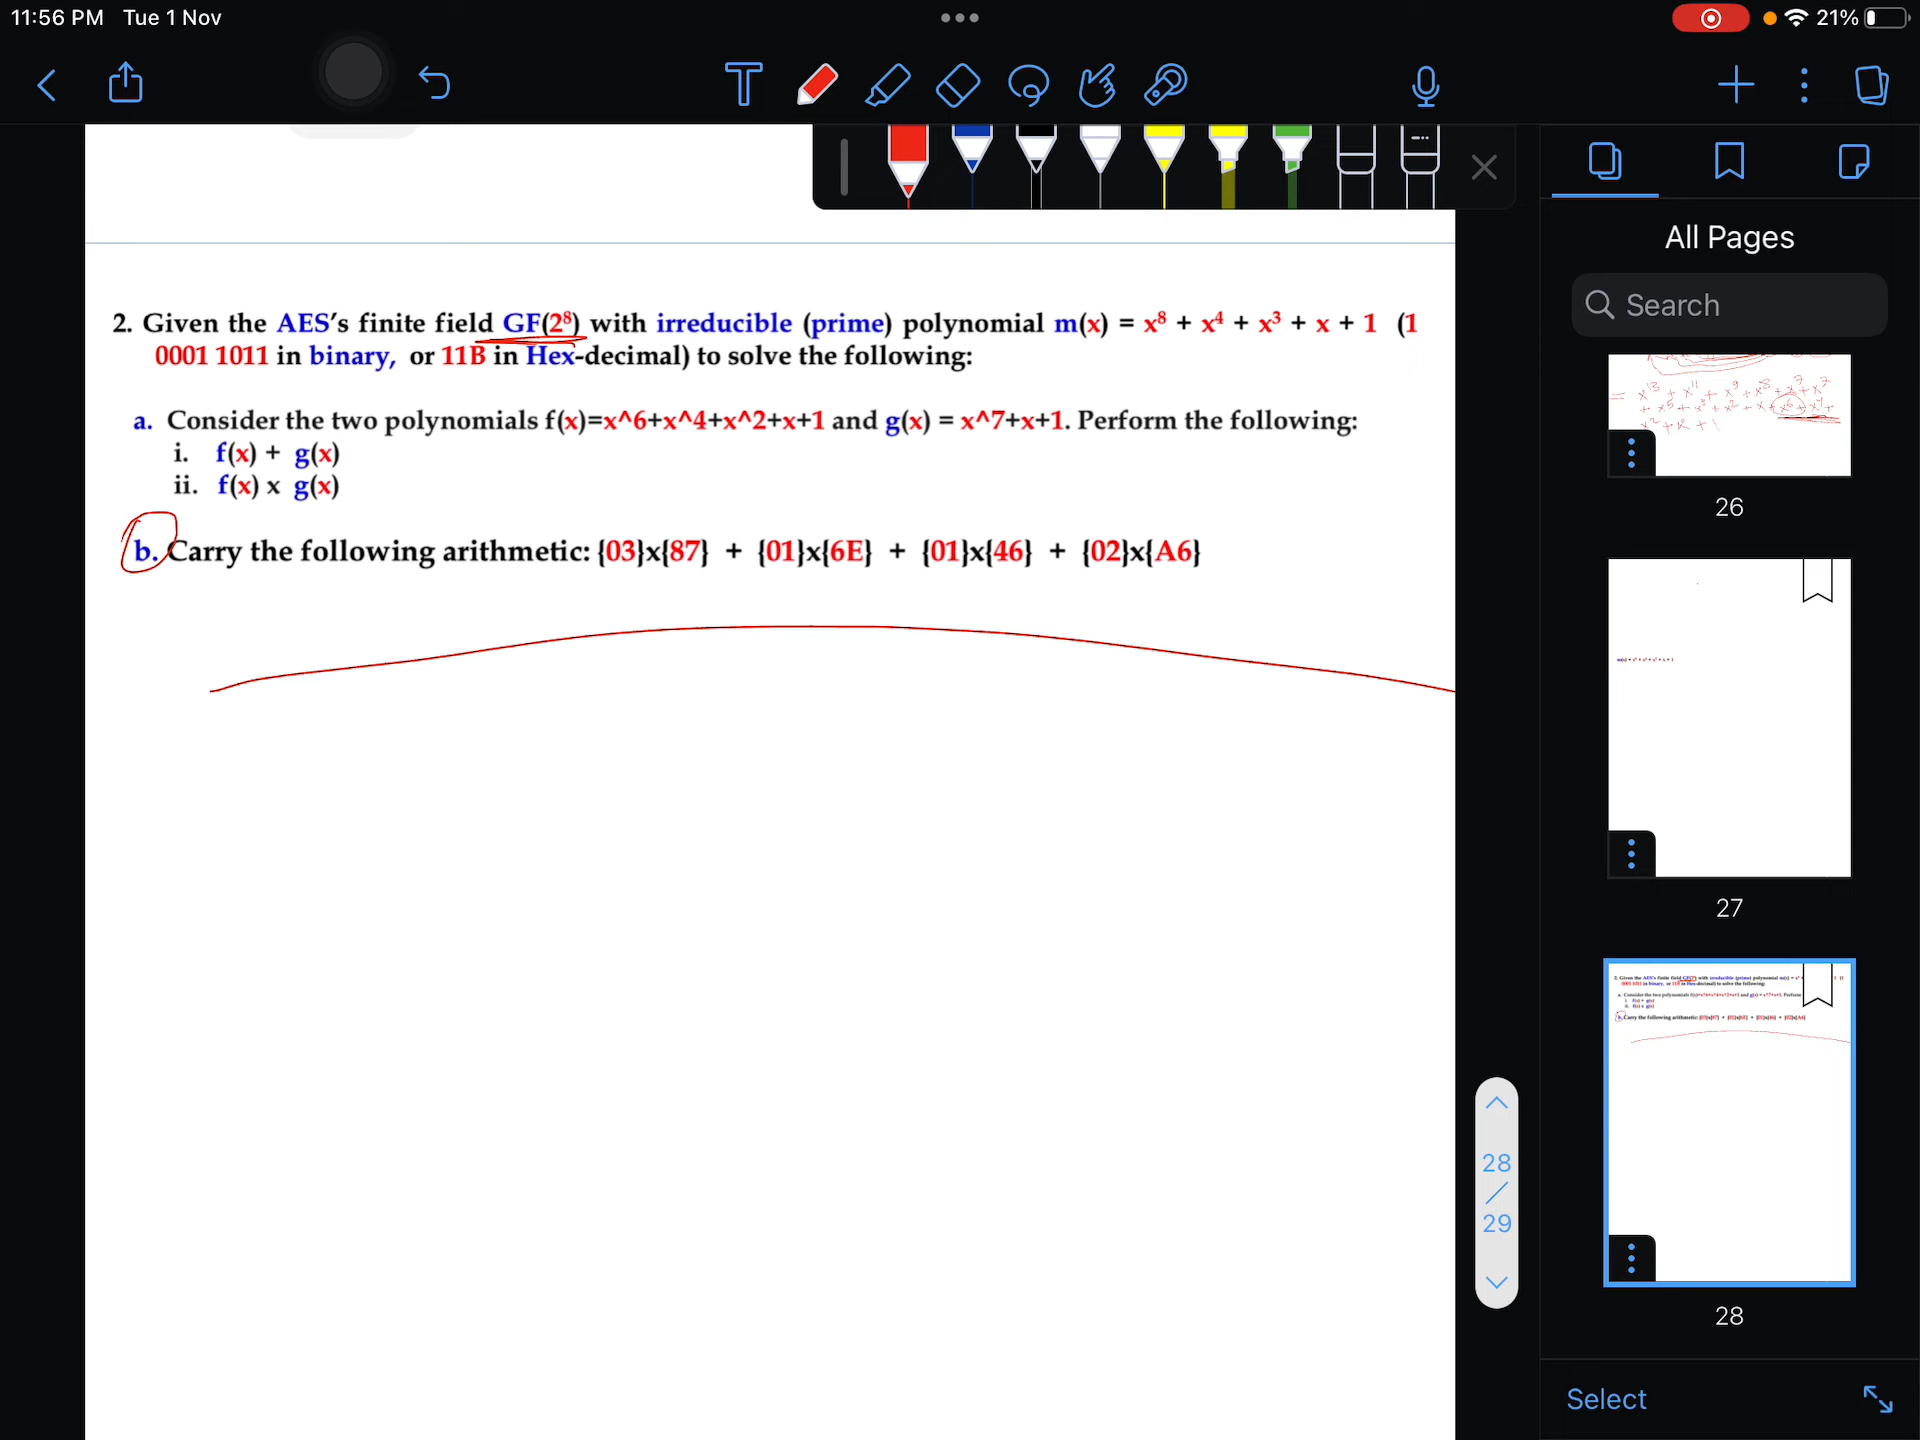 11:56 PM Tue 1 Nov
21%
2. Given the AES's finite field GF(2⁸) with irreducible (prime) polynomial m(x) = x⁸ + x⁴ + x³ + x + 1 (1
0001 1011 in binary, or 11B in Hex-decimal) to solve the following:
a. Consider the two polynomials f(x)=x^6+x^4+x^2+x+1 and g(x) = x^7+x+1. Perform the following:
i. f(x) + g(x)
ii. f(x) x g(x)
b. Carry the following arithmetic: {03}x{87} + {01}x{6E} + {01}x{46} + {02}x{A6}
28
/
29
All Pages
Search
26
27
28
Select